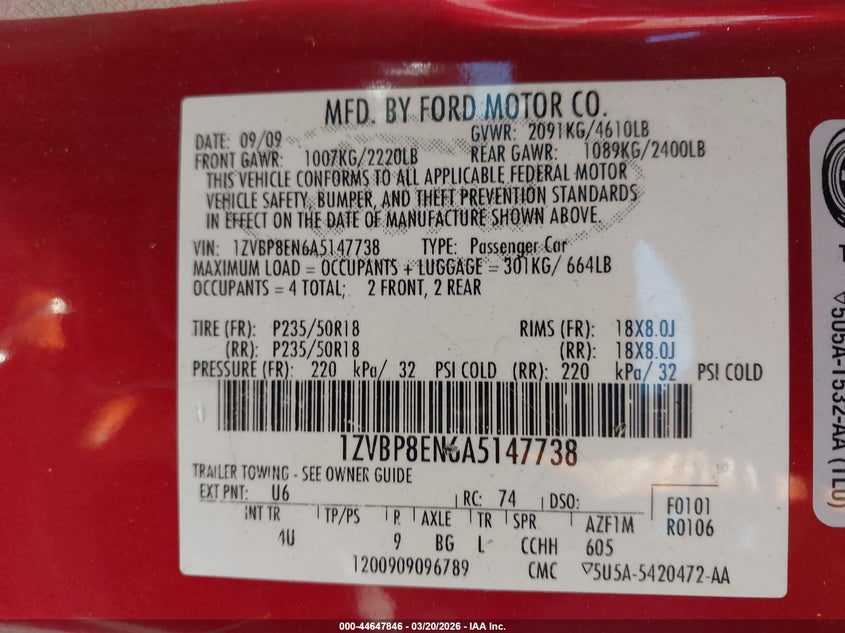 MFD. BY FORD MOTOR CO.
DATE: 09/09 GVWR: 2091KG/4610LB
FRONT GAWR: 1007KG/2220LB REAR GAWR: 1089KG/2400LB
THIS VEHICLE CONFORMS TO ALL APPLICABLE FEDERAL MOTOR
VEHICLE SAFETY, BUMPER, AND THEFT PREVENTION STANDARDS
IN EFFECT ON THE DATE OF MANUFACTURE SHOWN ABOVE.
VIN: 1ZVBP8EN6A5147738 TYPE: Passenger Car
MAXIMUM LOAD = OCCUPANTS + LUGGAGE = 301KG/ 664LB
OCCUPANTS = 4 TOTAL; 2 FRONT, 2 REAR
TIRE (FR): P235/50R18 RIMS (FR): 18X8.0J
(RR): P235/50R18 (RR): 18X8.0J
PRESSURE (FR): 220 kPa/ 32 PSI COLD (RR): 220 kPa/ 32 PSI COLD
1ZVBP8EN6A5147738
TRAILER TOWING - SEE OWNER GUIDE
EXT PNT: U6 RC: 74 DSO: F0101
INT TR TP/PS R AXLE TR SPR AZF1M R0106
4U 9 BG L CCHH 605
1200909096789 CMC ▽5U5A-5420472-AA
▽5U5A-1532-AA (TLO)
000-44647846 | 03/20/2026 - IAA Inc.